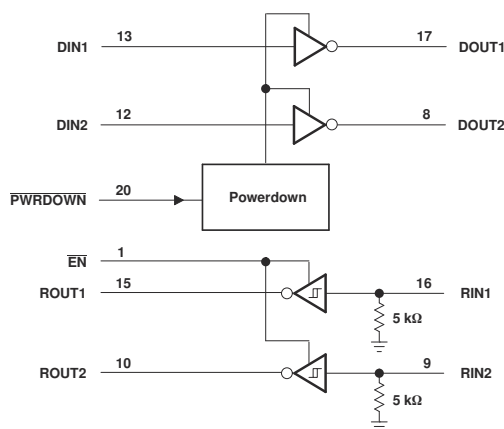 DIN1 13 17 DOUT1
DIN2 12 8 DOUT2
PWRDOWN 20 Powerdown
EN 1
ROUT1 15 16 RIN1
5 kΩ
ROUT2 10 9 RIN2
5 kΩ